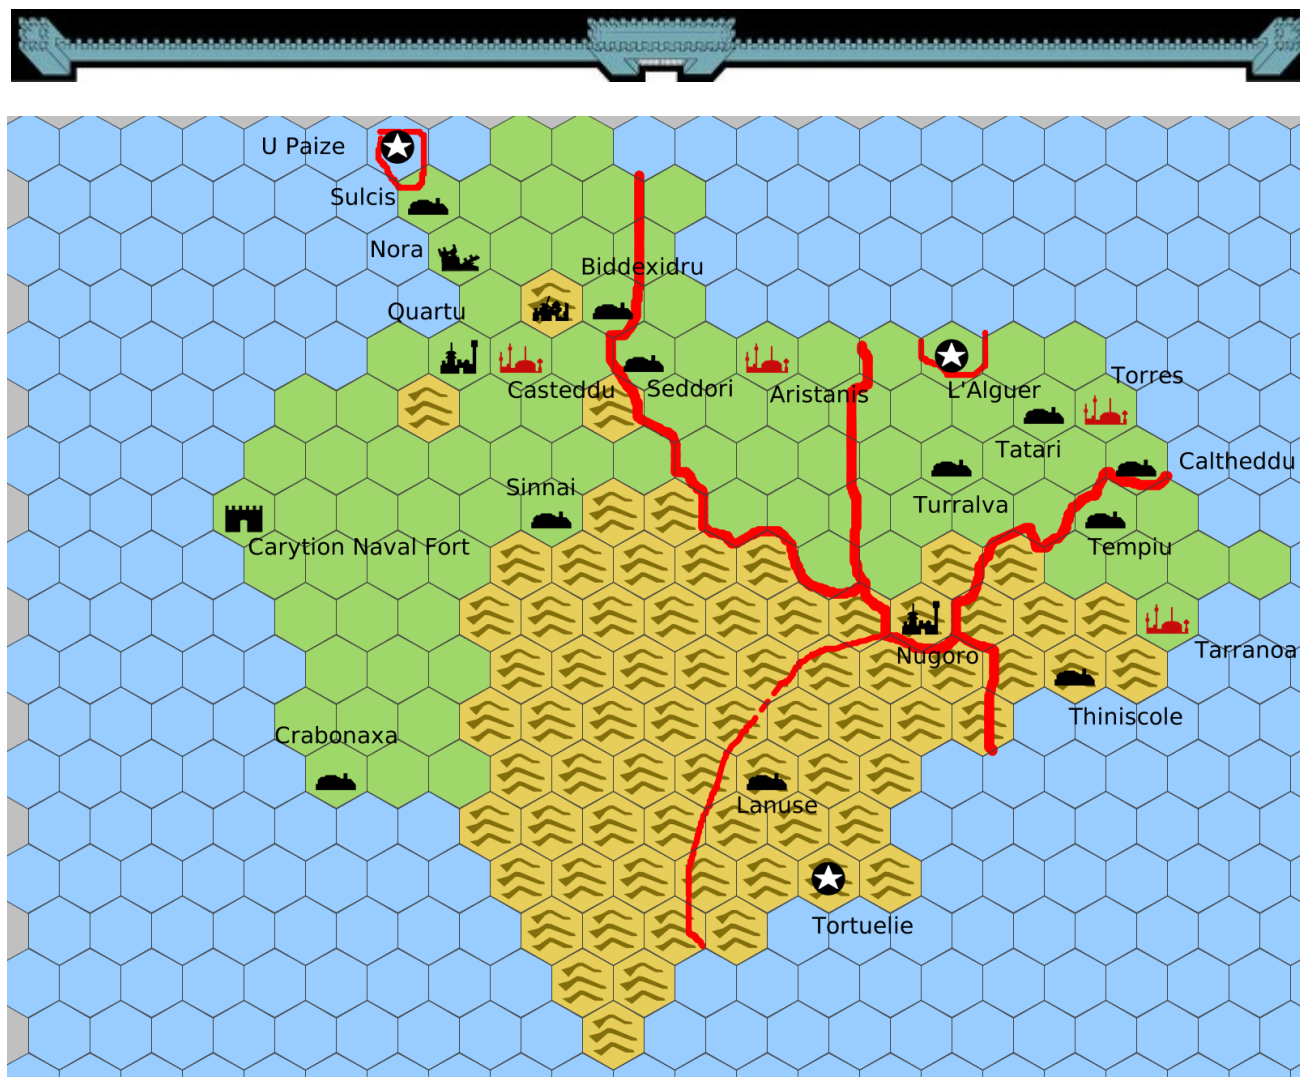 U Paize
Sulcis
Nora
Biddexidru
Quartu
Casteddu
Seddori
Aristanis
L'Alguer
Torres
Tatari
Caltheddu
Sinnai
Turralva
Carytion Naval Fort
Tempiu
Nugoro
Tarranoa
Thiniscole
Crabonaxa
Lanuse
Tortuelie